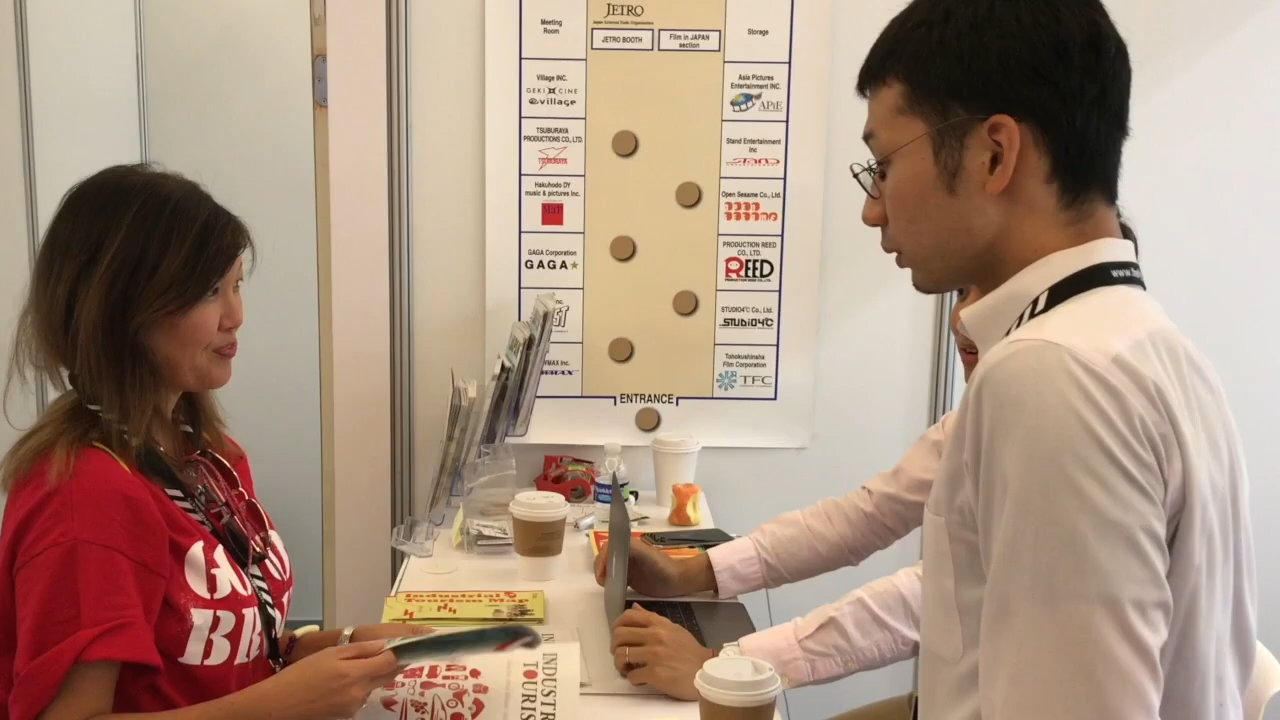 JETRO
Japan External Trade Organization
JETRO BOOTH
Film in JAPAN
section
Meeting
Room
Storage
Village INC.
GEKI CINE
village
Asia Pictures
Entertainment INC.
APiE
TSUBURAYA
PRODUCTIONS CO., LTD.
TSUBURAYA
Stand Entertainment
Inc
Hakuhodo DY
music & pictures Inc.
Open Sesame Co., Ltd.
GAGA Corporation
GAGA
PRODUCTION REED
CO., LTD.
REED
STUDIO4℃ Co., Ltd.
STUDIO4℃
Inc.
Tohokushinsha
Film Corporation
TFC
ENTRANCE
www.
Industrial
Tourism Map
INDUSTR
TOURIS